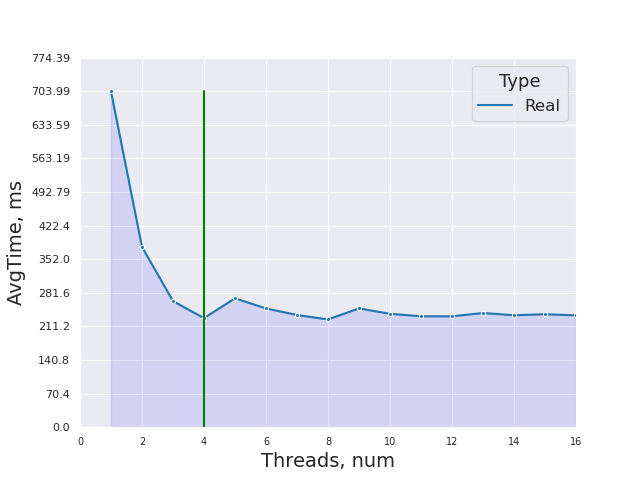 774.39
703.99
633.59
563.19
492.79
422.4
352.0
281.6
211.2
140.8
70.4
0.0
AvgTime, ms
Type
Real
0 2 4 6 8 10 12 14 16
Threads, num